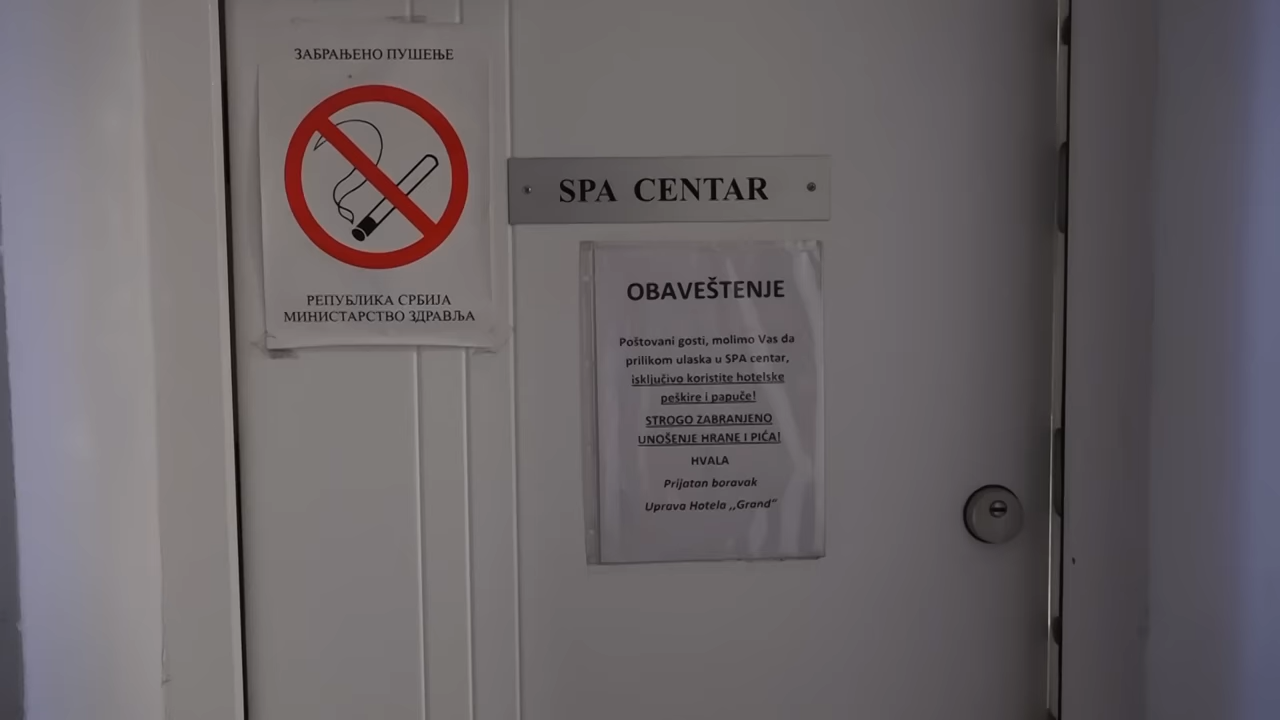 ЗАБРАЊЕНО ПУШЕЊЕ
РЕПУБЛИКА СРБИЈА
МИНИСТАРСТВО ЗДРАВЉА
SPA CENTAR
OBAVEŠTENJE
Poštovani gosti, molimo Vas da
prilikom ulaska u SPA centar,
isključivo koristite hotelske
peškire i papuče!
STROGO ZABRANJENO
UNOŠENJE HRANE I PIĆA!
HVALA
Prijatan boravak
Uprava Hotela ,,Grand“